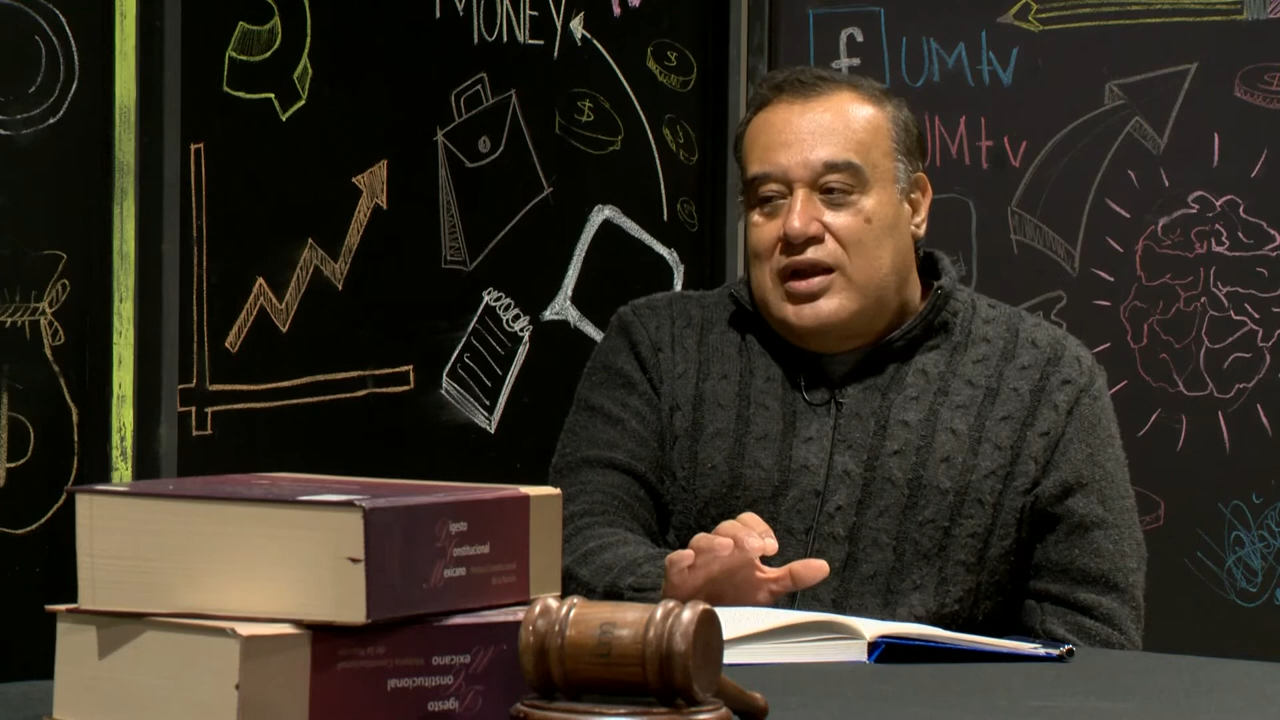 MONEY
f UMtv
UMtv
Digesto
Constitucional
Mexicano
Digesto
Constitucional
Mexicano